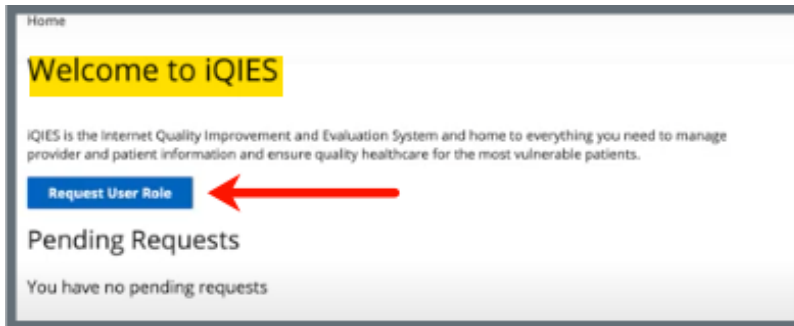 Home
Welcome to iQIES
iQIES is the Internet Quality Improvement and Evaluation System and home to everything you need to manage
provider and patient information and ensure quality healthcare for the most vulnerable patients.
Request User Role
Pending Requests
You have no pending requests